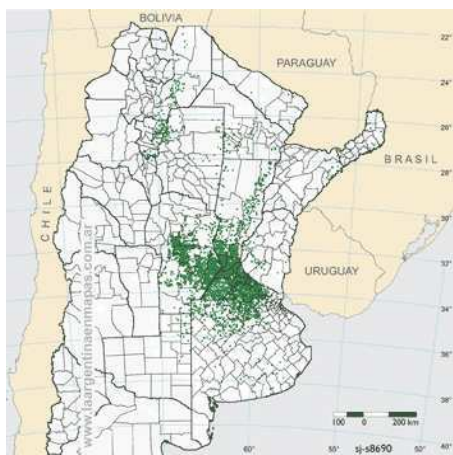 BOLIVIA
PARAGUAY
BRASIL
CHILE
URUGUAY
www.laargentinaenmapas.com.ar
22°
24°
26°
28°
30°
32°
34°
36°
38°
40°
60°
55°
50°
100 0 200 km
sj-s8690